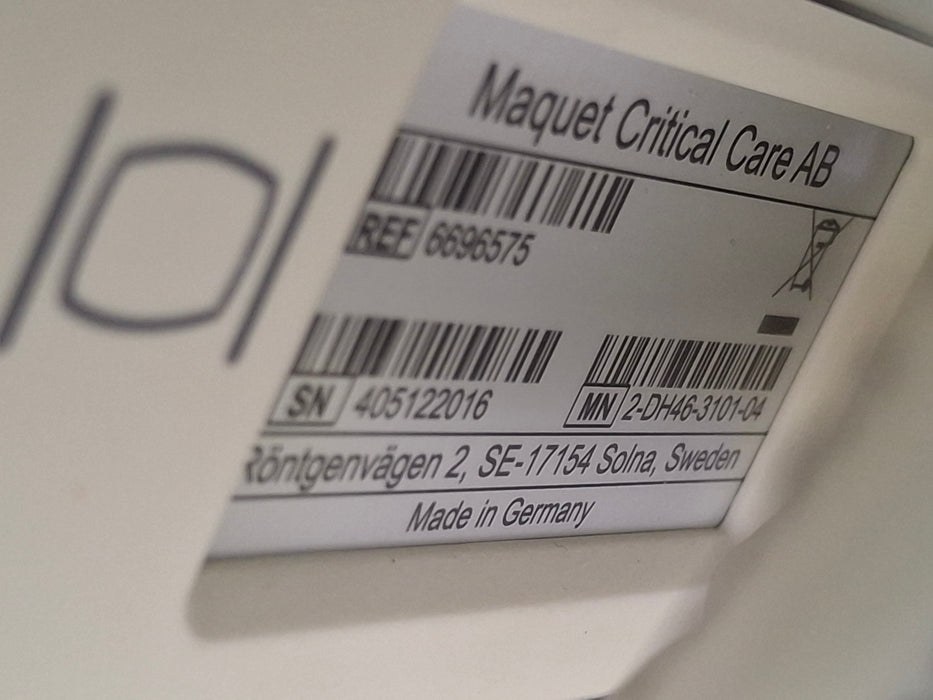 Maquet Critical Care AB
REF 6696575
SN 405122016
MN 2-DH46-3101-04
Röntgenvägen 2, SE-17154 Solna, Sweden
Made in Germany